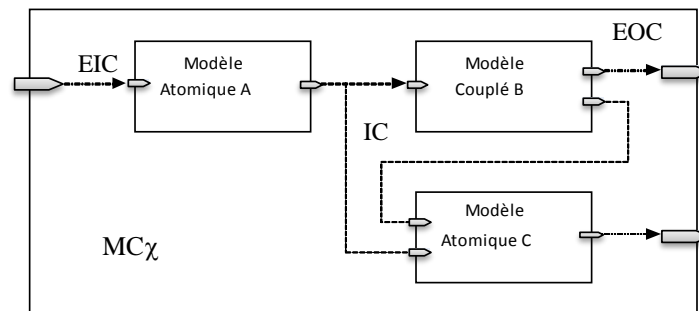 EIC
Modèle
Atomique A
Modèle
Couplé B
EOC
IC
Modèle
Atomique C
MCχ